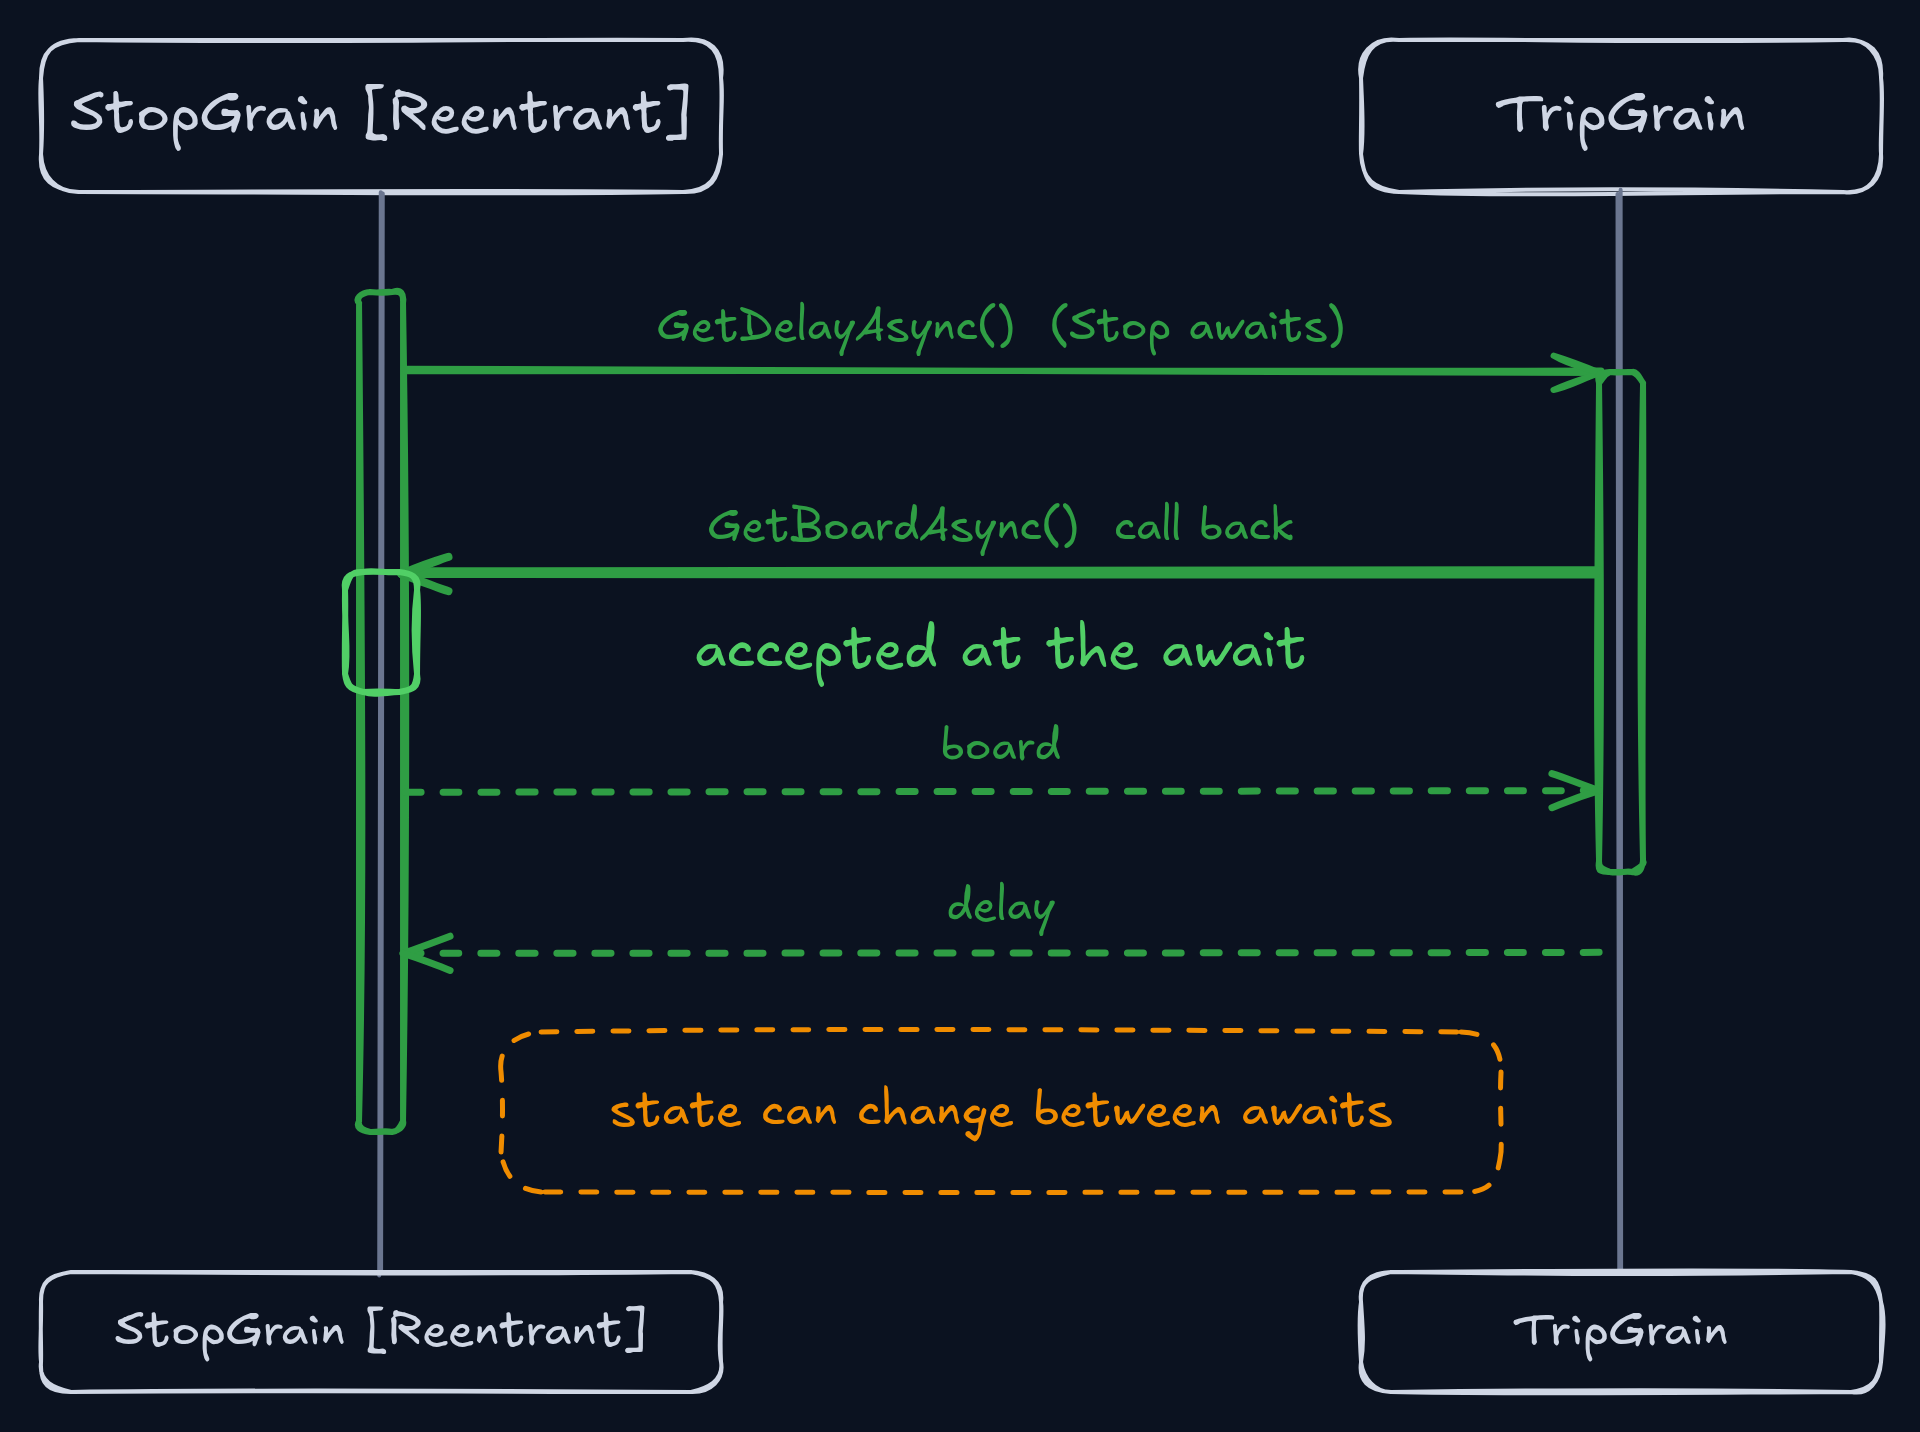 StopGrain [Reentrant]
TripGrain
GetDelayAsync() (Stop awaits)
GetBoardAsync() call back
accepted at the await
board
delay
state can change between awaits
StopGrain [Reentrant]
TripGrain